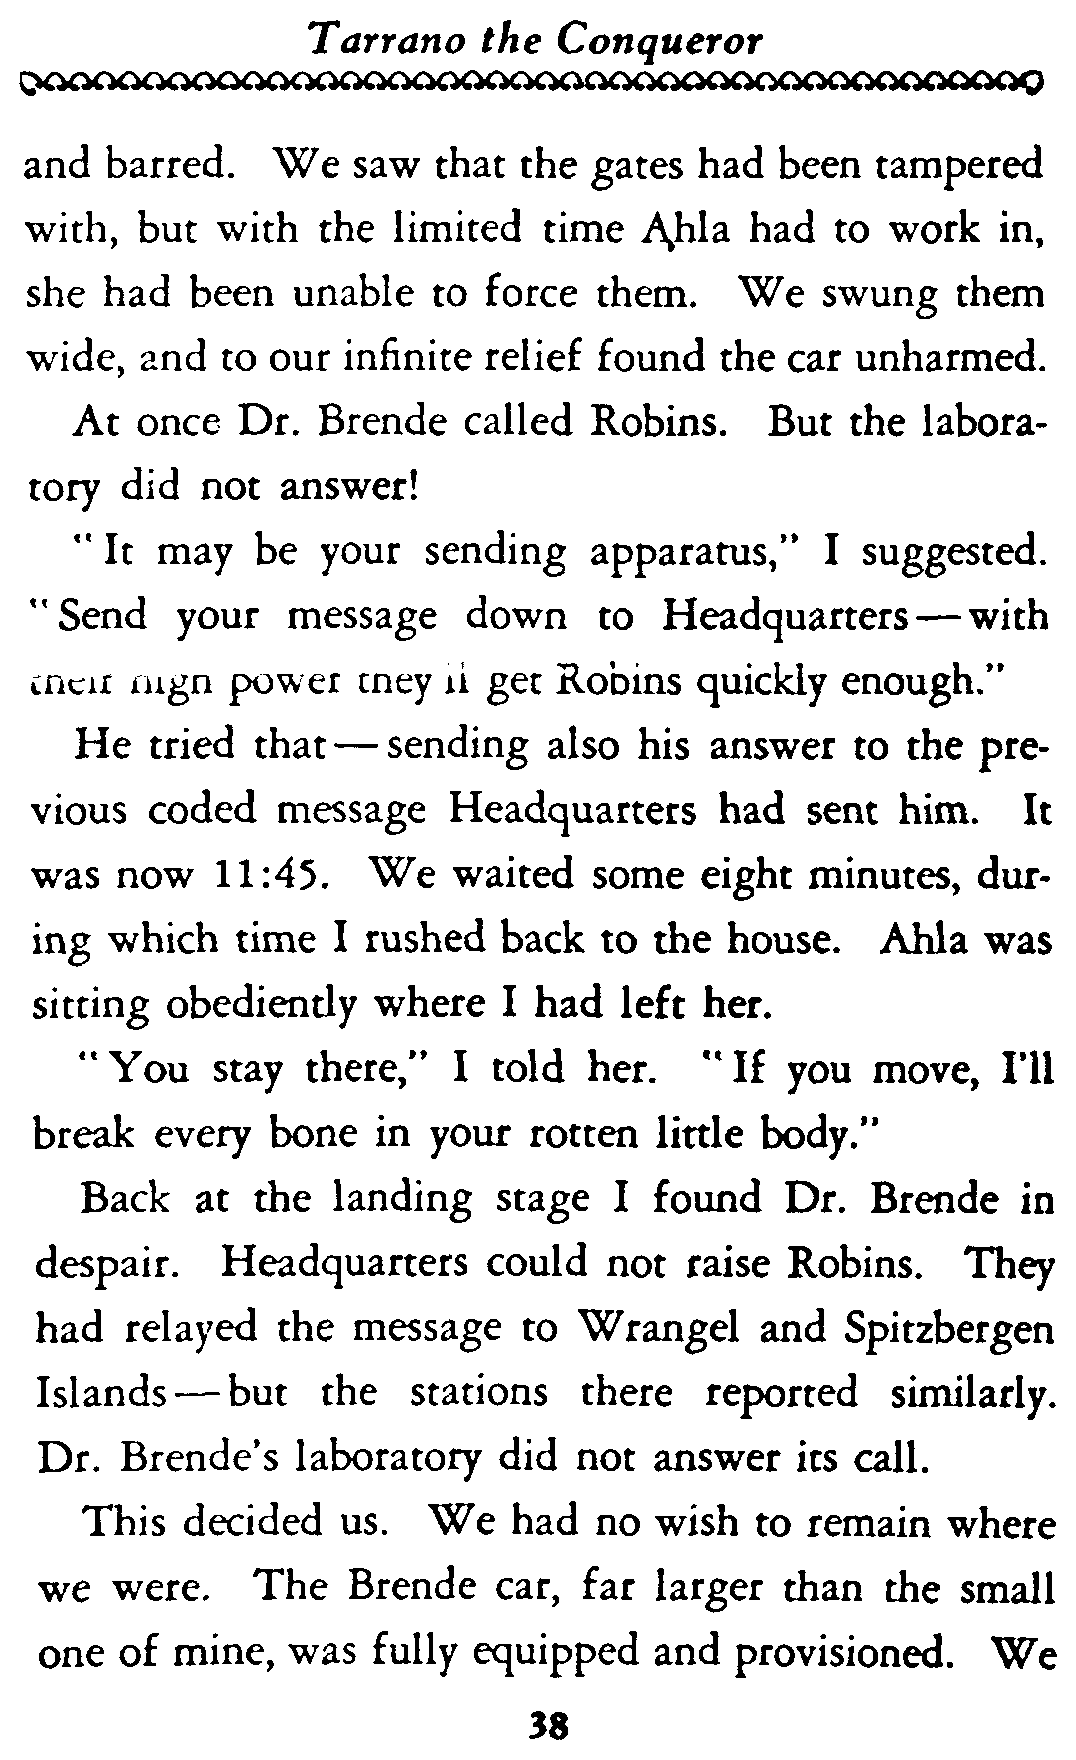 Tarrano the Conqueror
and barred. We saw that the gates had been tampered
with, but with the limited time Ahla had to work in,
she had been unable to force them. We swung them
wide, and to our infinite relief found the car unharmed.
At once Dr. Brende called Robins. But the labora-
tory did not answer!
"It may be your sending apparatus," I suggested.
"Send your message down to Headquarters—with
their high power they'll get Robins quickly enough."
He tried that—sending also his answer to the pre-
vious coded message Headquarters had sent him. It
was now 11:45. We waited some eight minutes, dur-
ing which time I rushed back to the house. Ahla was
sitting obediently where I had left her.
"You stay there," I told her. "If you move, I'll
break every bone in your rotten little body."
Back at the landing stage I found Dr. Brende in
despair. Headquarters could not raise Robins. They
had relayed the message to Wrangel and Spitzbergen
Islands—but the stations there reported similarly.
Dr. Brende's laboratory did not answer its call.
This decided us. We had no wish to remain where
we were. The Brende car, far larger than the small
one of mine, was fully equipped and provisioned. We
38